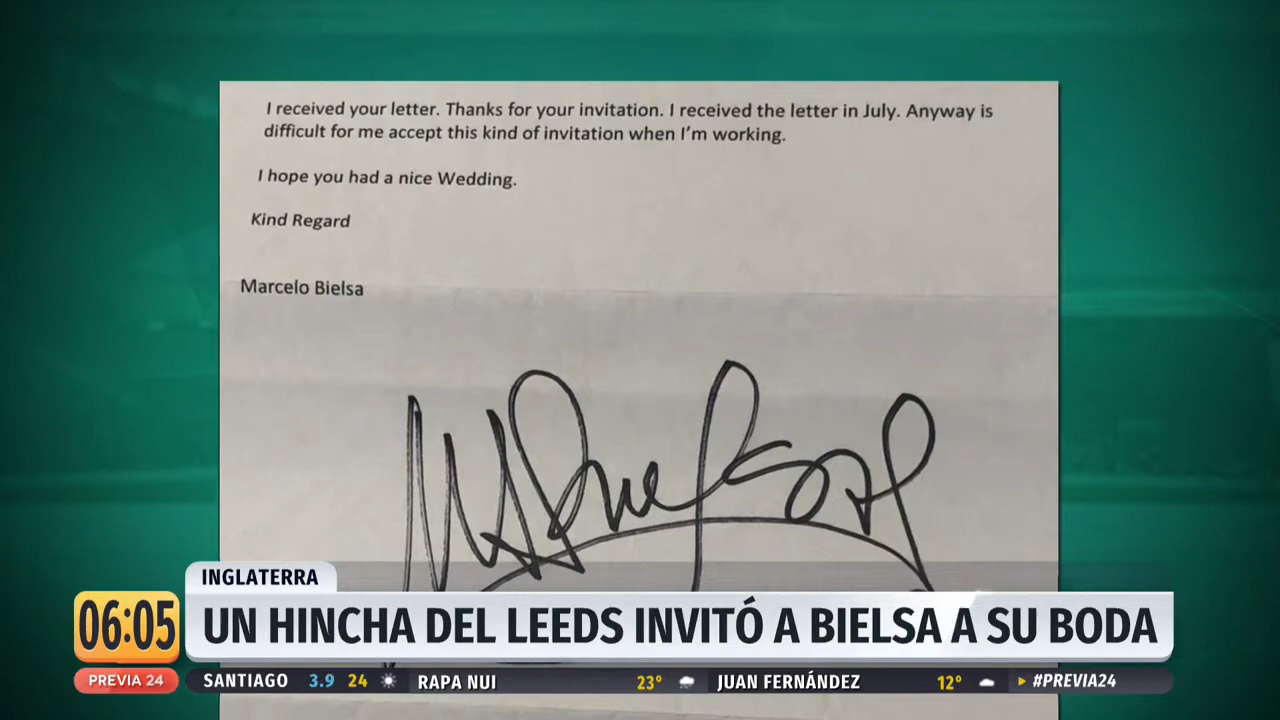 I received your letter. Thanks for your invitation. I received the letter in July. Anyway is
difficult for me accept this kind of invitation when I'm working.
I hope you had a nice Wedding.
Kind Regard
Marcelo Bielsa
INGLATERRA
06:05
UN HINCHA DEL LEEDS INVITÓ A BIELSA A SU BODA
PREVIA 24
SANTIAGO 3.9 24 RAPA NUI 23° JUAN FERNÁNDEZ 12° #PREVIA24